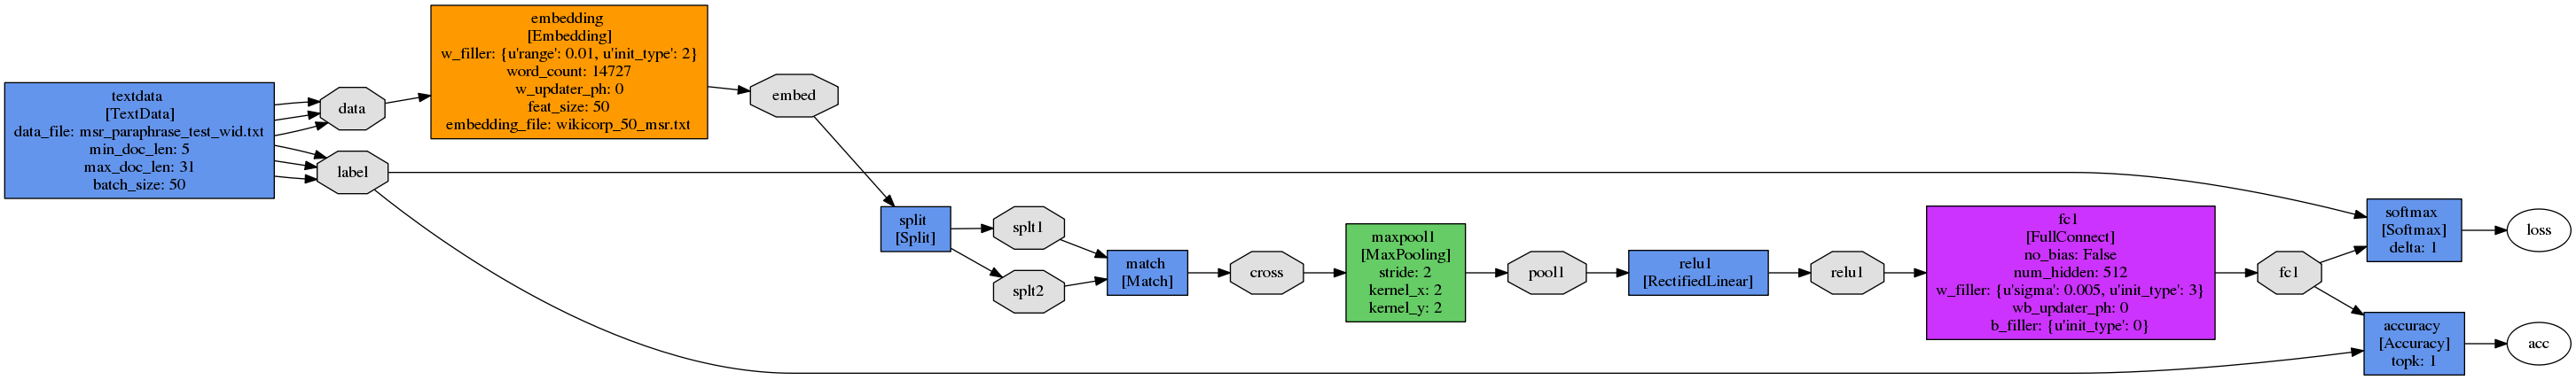 textdata
[TextData]
data_file: msr_paraphrase_test_wid.txt
min_doc_len: 5
max_doc_len: 31
batch_size: 50
data
label
embedding
[Embedding]
w_filler: {u'range': 0.01, u'init_type': 2}
word_count: 14727
w_updater_ph: 0
feat_size: 50
embedding_file: wikicorp_50_msr.txt
embed
split
[Split]
splt1
splt2
match
[Match]
cross
maxpool1
[MaxPooling]
stride: 2
kernel_x: 2
kernel_y: 2
pool1
relu1
[RectifiedLinear]
relu1
fc1
[FullConnect]
no_bias: False
num_hidden: 512
w_filler: {u'sigma': 0.005, u'init_type': 3}
wb_updater_ph: 0
b_filler: {u'init_type': 0}
fc1
softmax
[Softmax]
delta: 1
loss
accuracy
[Accuracy]
topk: 1
acc